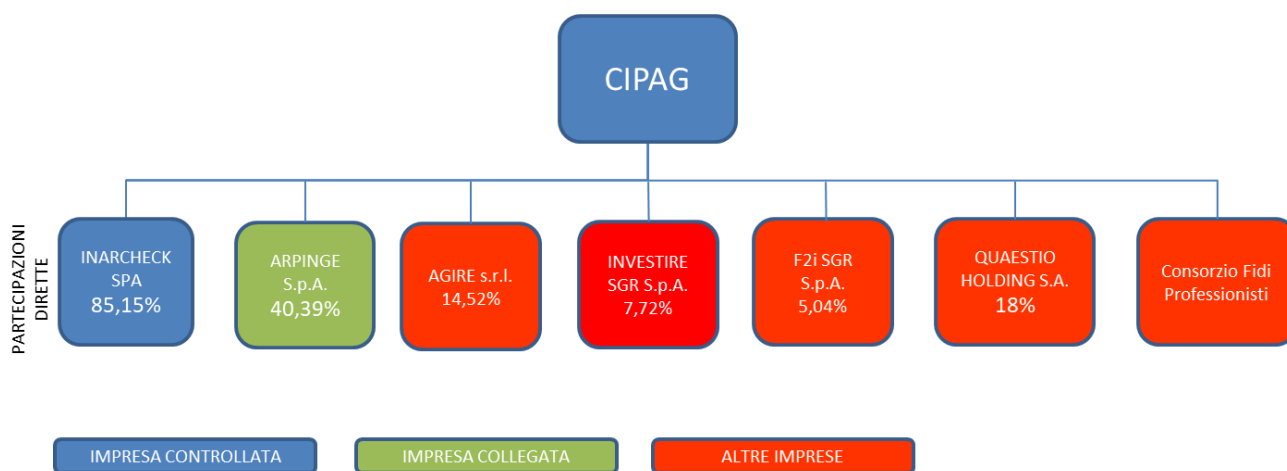 CIPAG
PARTECIPAZIONI
DIRETTE
INARCHECK
SPA
85,15%
ARPINGE
S.p.A.
40,39%
AGIRE s.r.l.
14,52%
INVESTIRE
SGR S.p.A.
7,72%
F2i SGR
S.p.A.
5,04%
QUAESTIO
HOLDING S.A.
18%
Consorzio Fidi
Professionisti
IMPRESA CONTROLLATA
IMPRESA COLLEGATA
ALTRE IMPRESE